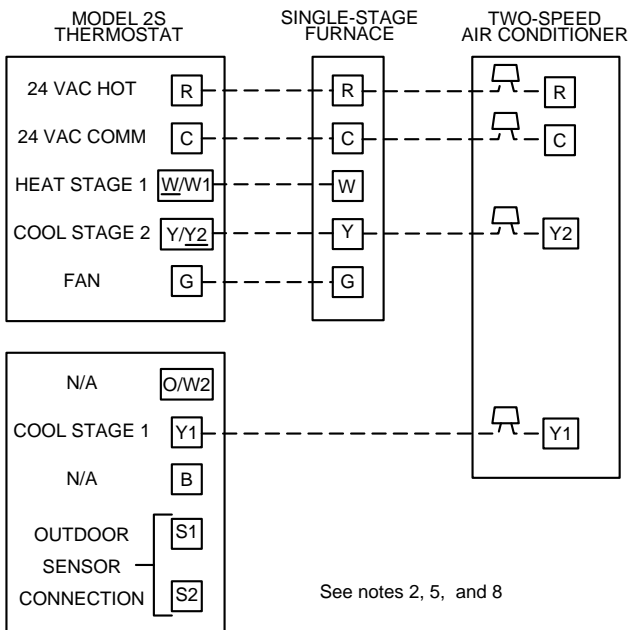 MODEL 2S THERMOSTAT
SINGLE-STAGE FURNACE
TWO-SPEED AIR CONDITIONER
24 VAC HOT R R R
24 VAC COMM C C C
HEAT STAGE 1 W/W1 W
COOL STAGE 2 Y/Y2 Y Y2
FAN G G
N/A O/W2
COOL STAGE 1 Y1 Y1
N/A B
OUTDOOR S1
SENSOR
CONNECTION S2
See notes 2, 5, and 8